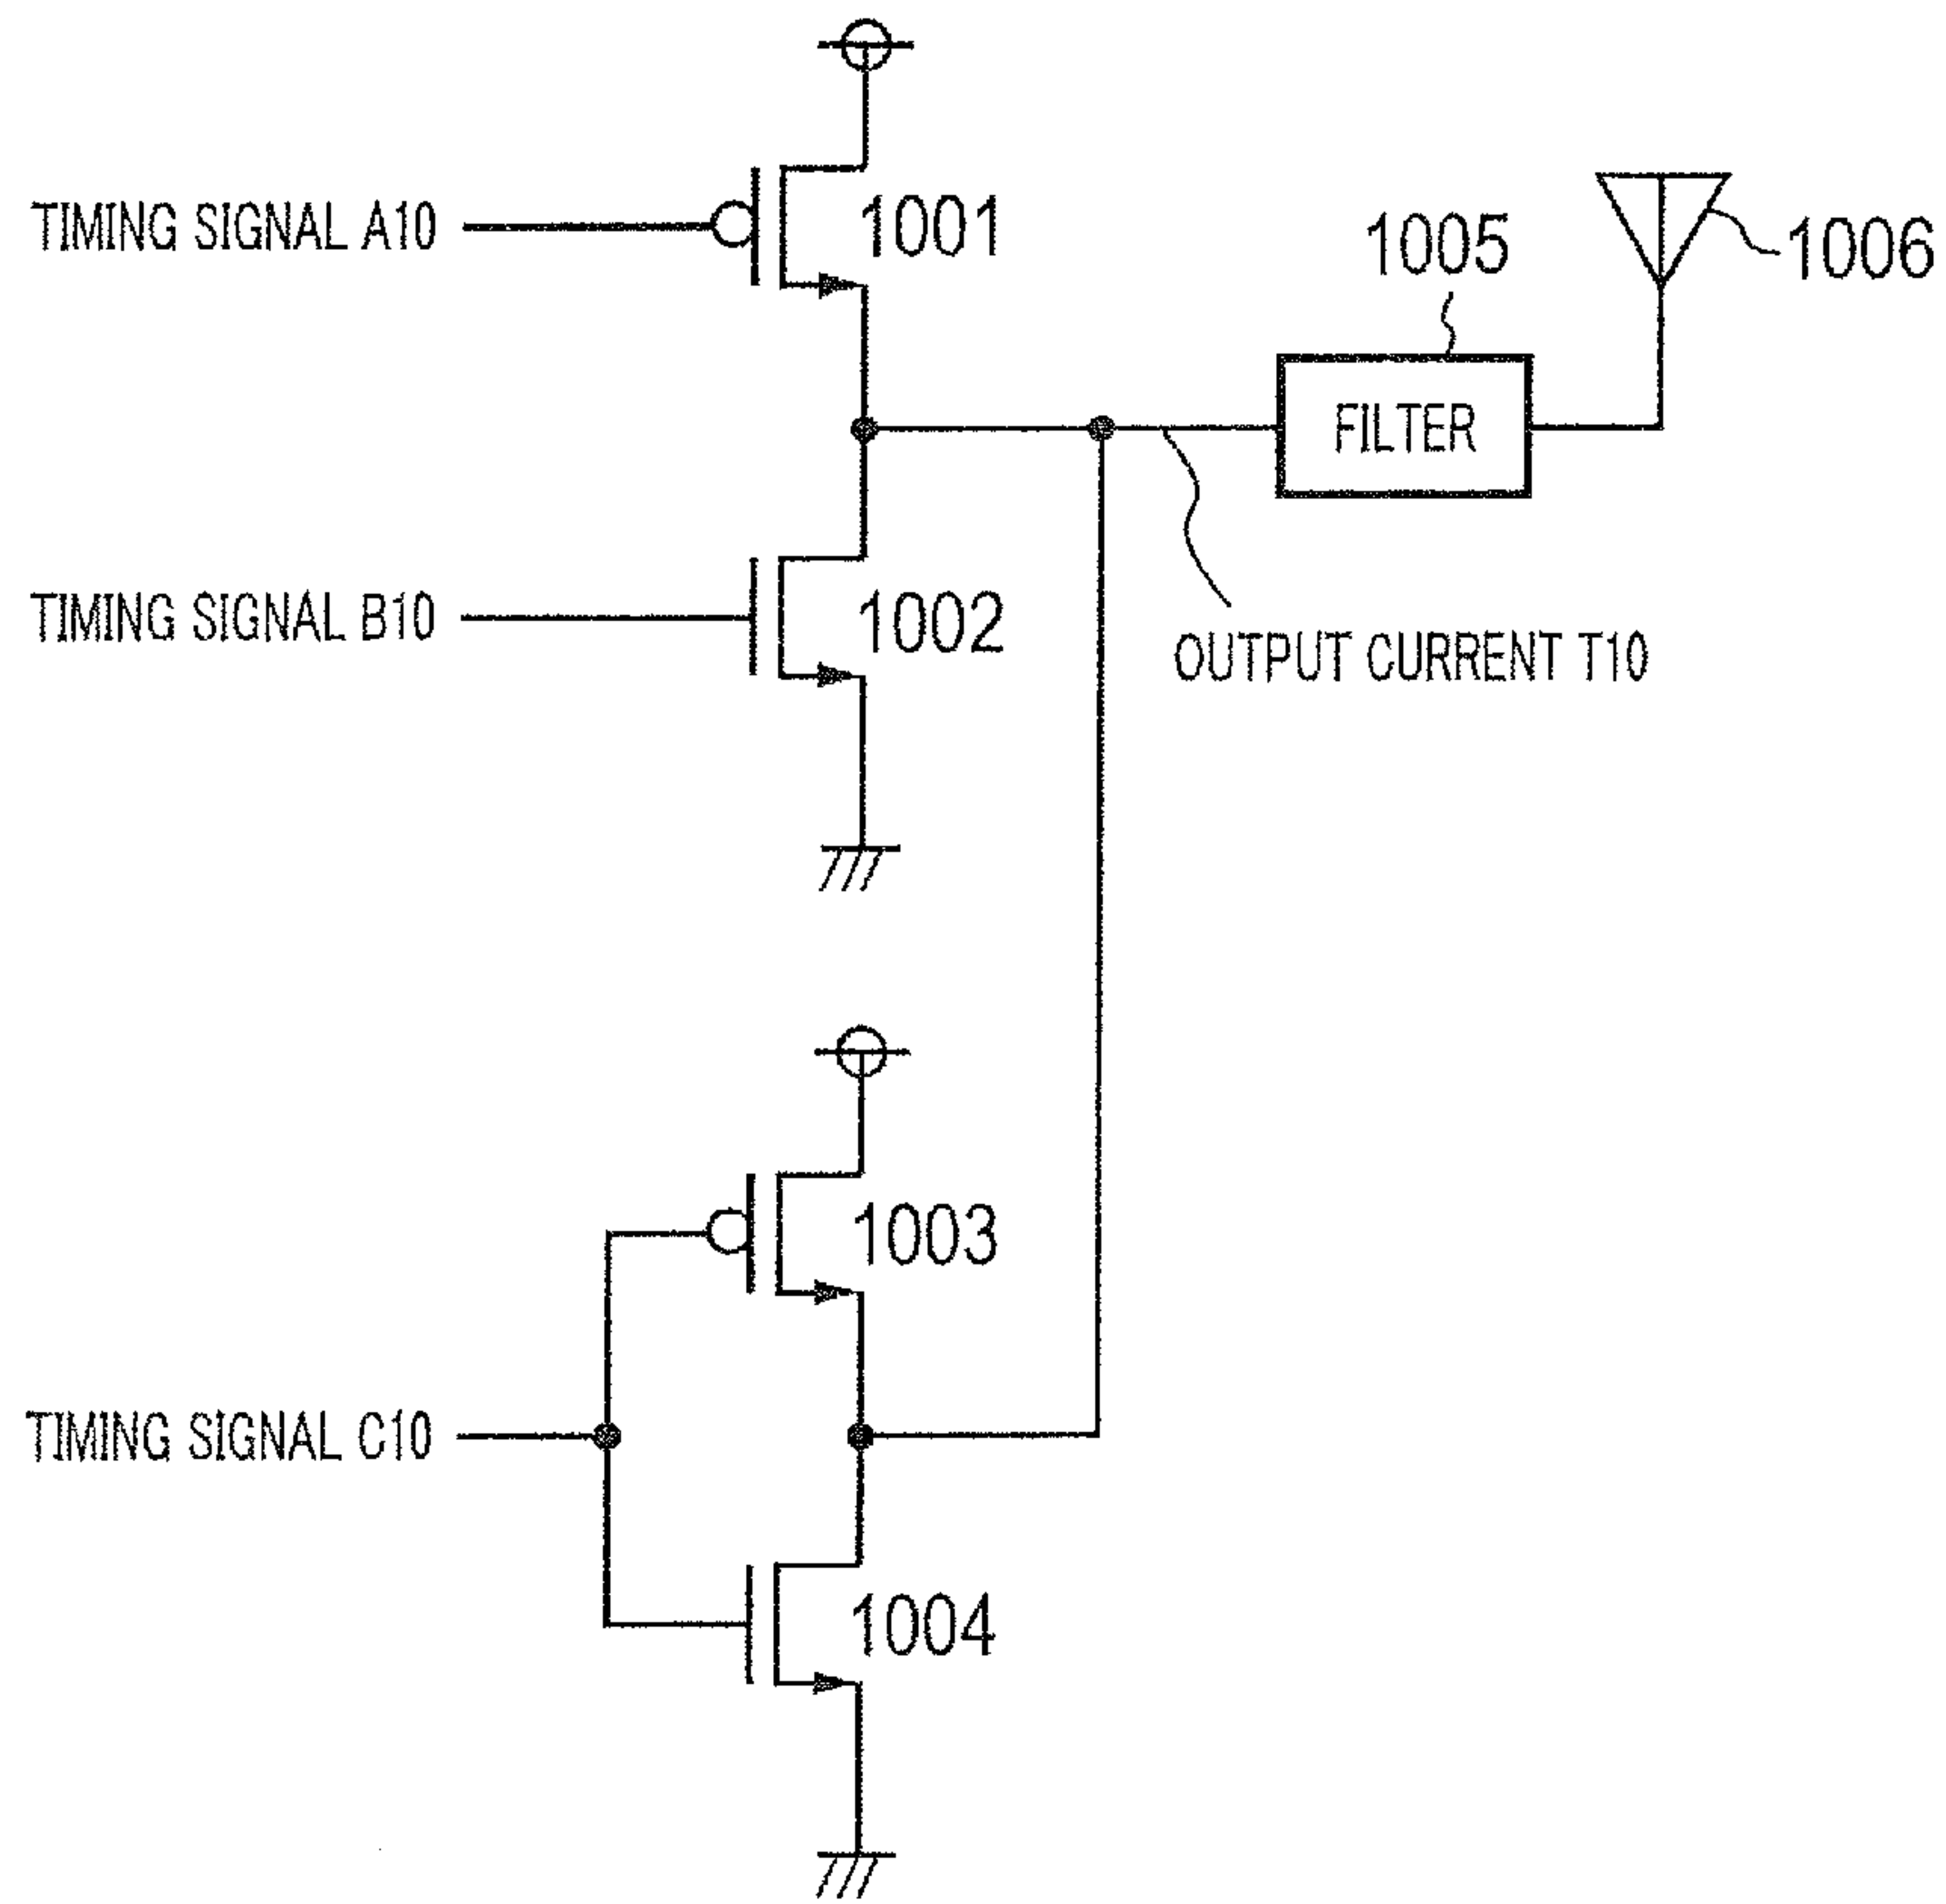 TIMING SIGNAL A10
1001
1005
1006
FILTER
TIMING SIGNAL B10
1002
OUTPUT CURRENT T10
1003
TIMING SIGNAL C10
1004